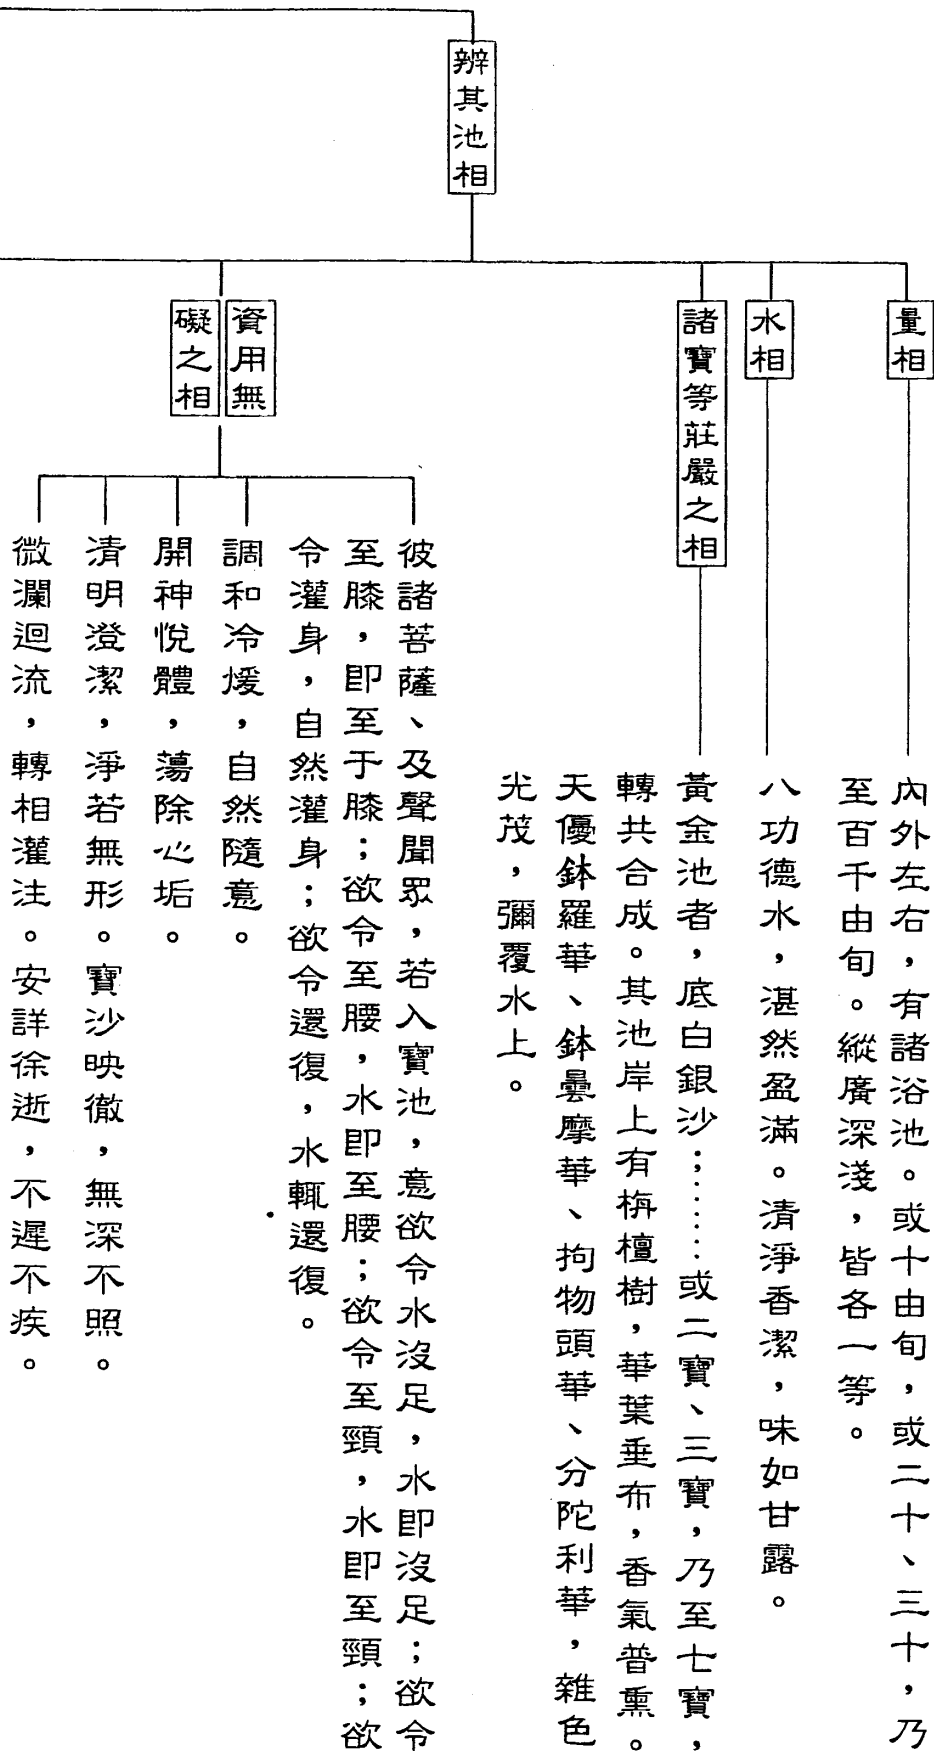 辨其池相
量相
內外左右，有諸浴池。或十由旬，或二十、三十，乃
至百千由旬。縱廣深淺，皆各一等。
水相
八功德水，湛然盈滿。清淨香潔，味如甘露。
諸寶等莊嚴之相
黃金池者，底白銀沙；……或二寶、三寶，乃至七寶，
轉共合成。其池岸上有栴檀樹，華葉垂布，香氣普熏。
天優鉢羅華、鉢曇摩華、拘物頭華、分陀利華，雜色
光茂，彌覆水上。
資用無
礙之相
彼諸菩薩、及聲聞眾，若入寶池，意欲令水沒足，水即沒足；欲令
至膝，即至于膝；欲令至腰，水即至腰；欲令至頸，水即至頸；欲
令灌身，自然灌身；欲令還復，水輒還復。
調和冷煖，自然隨意。
開神悅體，蕩除心垢。
清明澄潔，淨若無形。寶沙映徹，無深不照。
微瀾迴流，轉相灌注。安詳徐逝，不遲不疾。